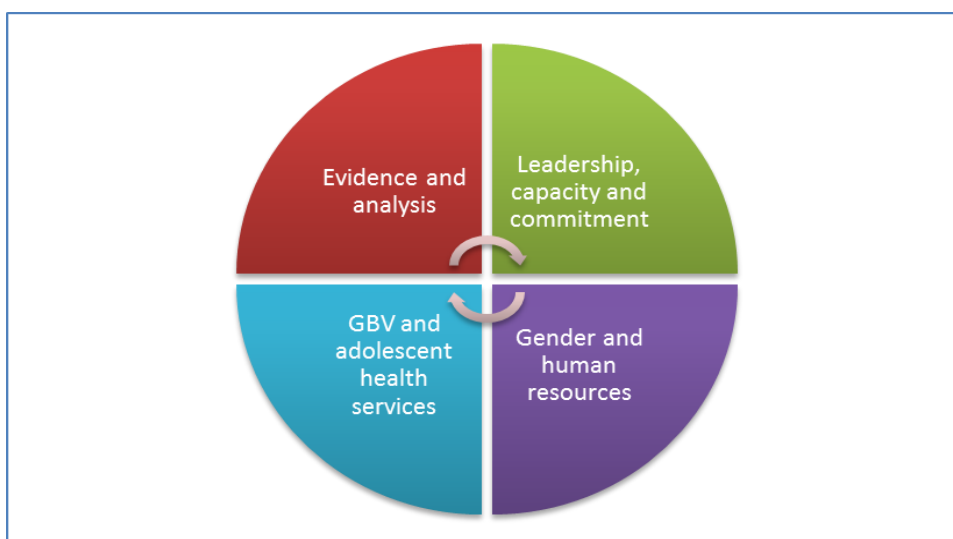 Evidence and
analysis
Leadership,
capacity and
commitment
GBV and
adolescent
health
services
Gender and
human
resources